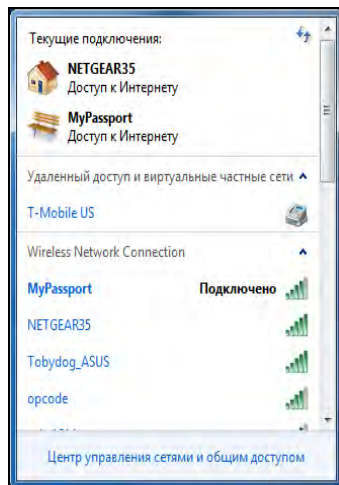 Текущие подключения:
NETGEAR35
Доступ к Интернету
MyPassport
Доступ к Интернету
Удаленный доступ и виртуальные частные сети
T-Mobile US
Wireless Network Connection
MyPassport Подключено
NETGEAR35
Tobydog_ASUS
opcode
Центр управления сетями и общим доступом